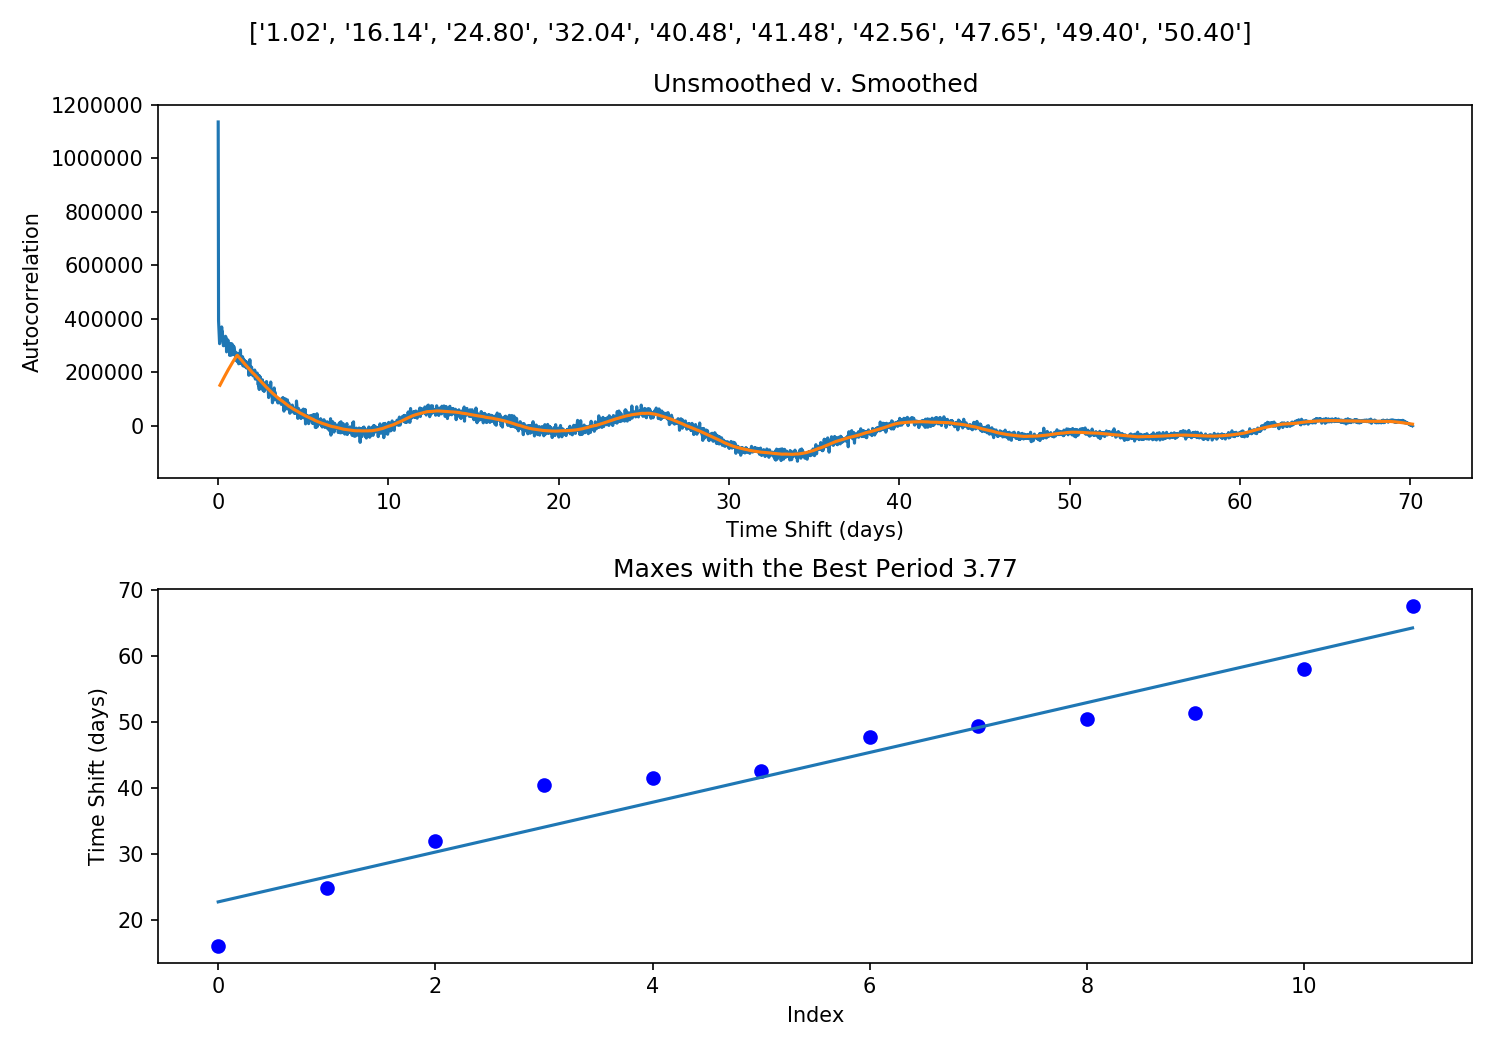 ['1.02', '16.14', '24.80', '32.04', '40.48', '41.48', '42.56', '47.65', '49.40', '50.40']
Unsmoothed v. Smoothed
1200000
1000000
800000
600000
400000
200000
0
Autocorrelation
0 10 20 30 40 50 60 70
Time Shift (days)
Maxes with the Best Period 3.77
70
60
50
40
30
20
Time Shift (days)
0 2 4 6 8 10
Index